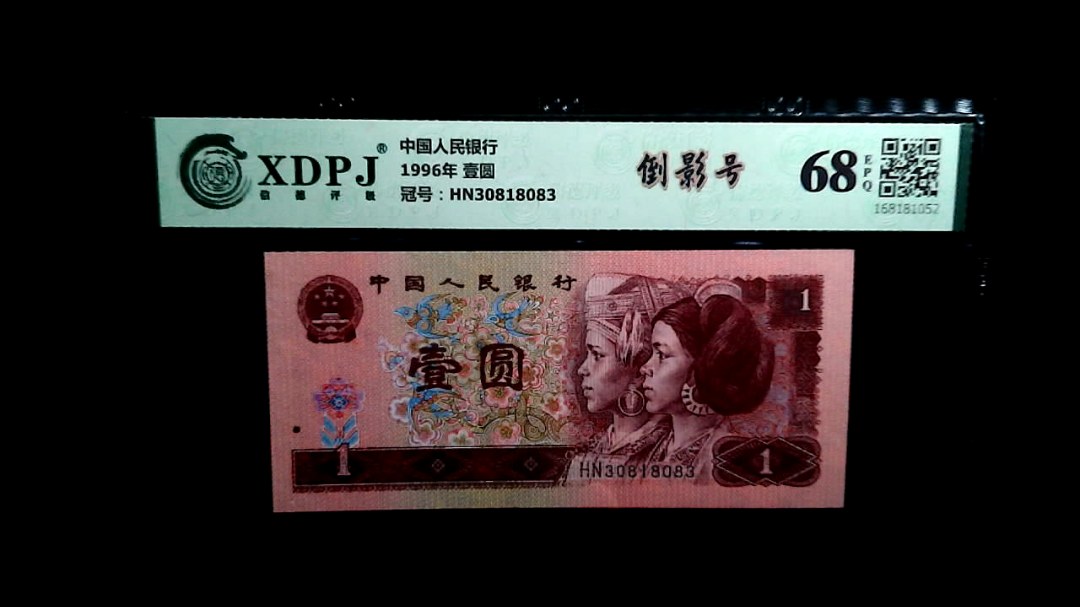 XDPJ®
信德评级
中国人民银行
1996年 壹圆
冠号：HN30818083
倒影号
68
EPQ
168181052
中国人民银行
1
壹圆
1
HN30818083
1